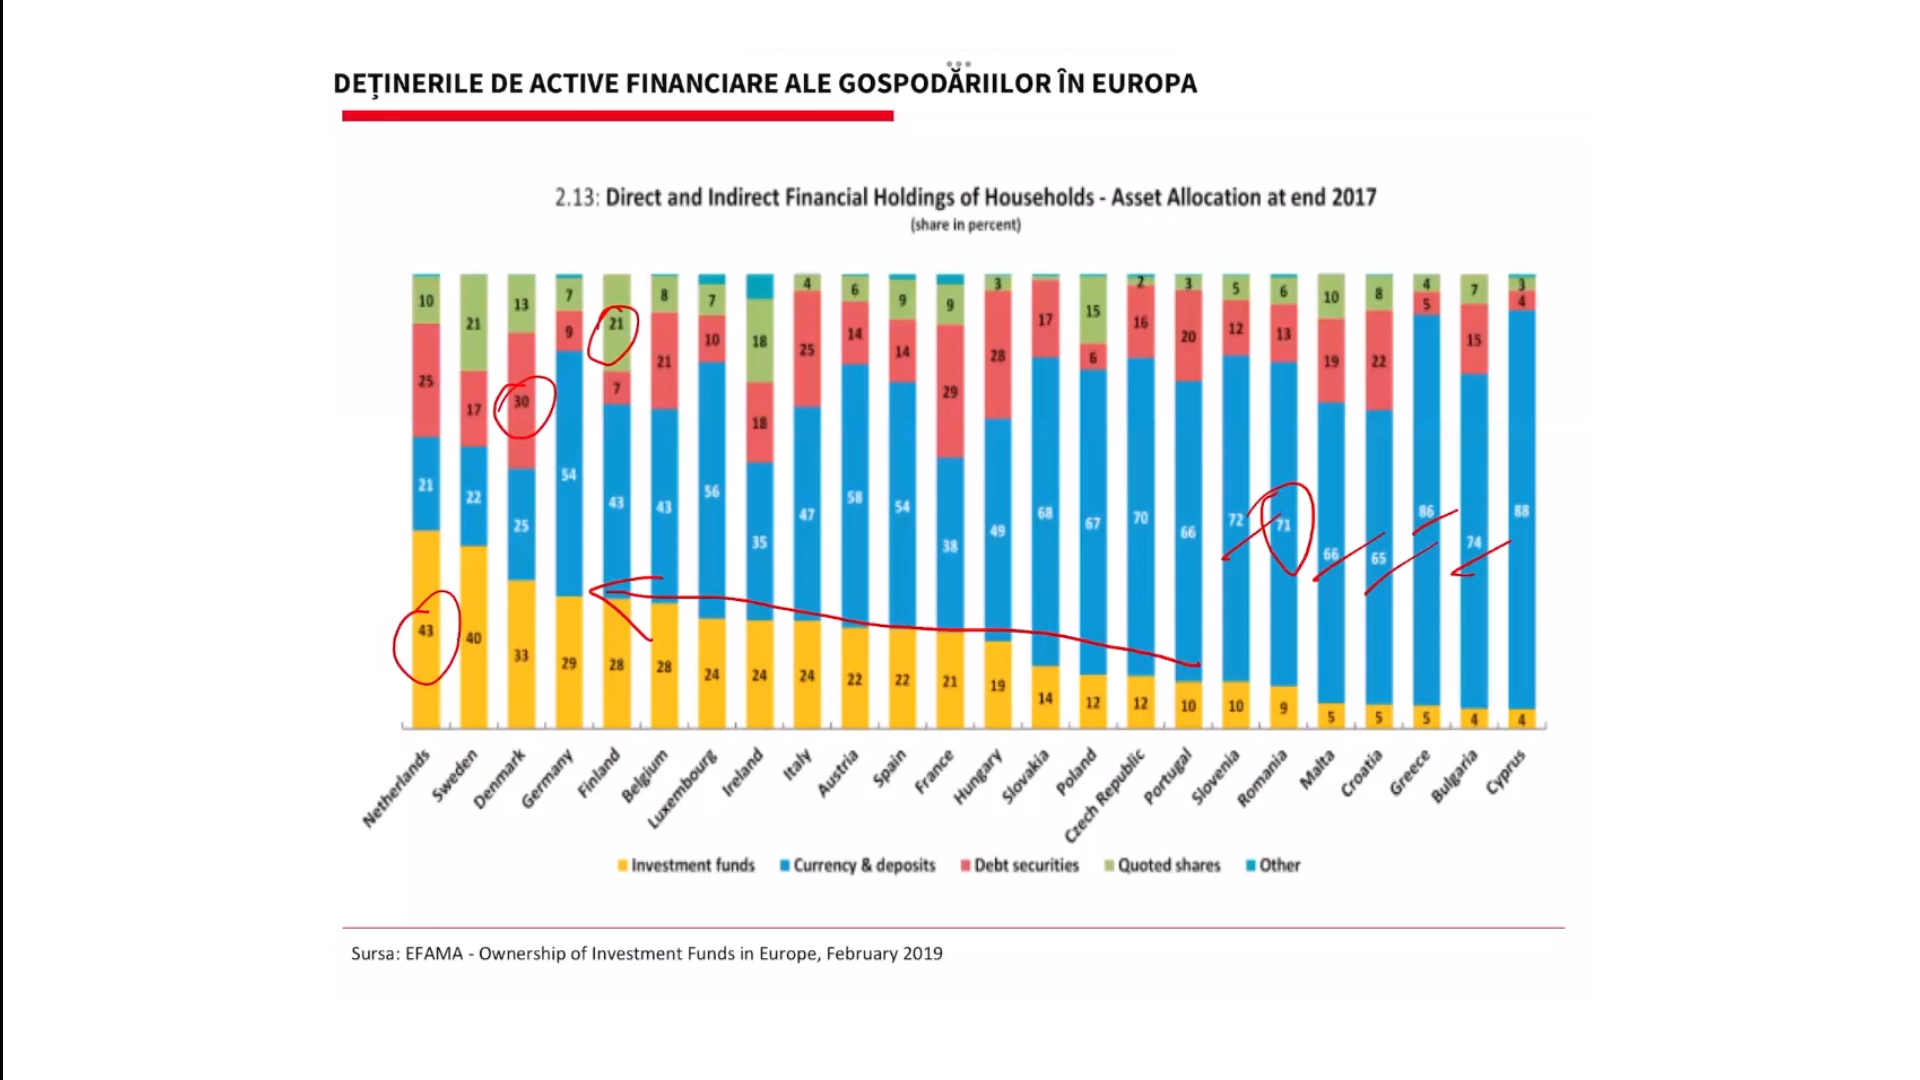 DEȚINERILE DE ACTIVE FINANCIARE ALE GOSPODĂRIILOR ÎN EUROPA
2.13: Direct and Indirect Financial Holdings of Households - Asset Allocation at end 2017
(share in percent)
10 21 13 7 21 8 7 18 4 6 9 9 3 15 2 3 5 6 10 8 4 7 3
25 17 30 9 7 21 10 18 25 14 14 29 28 17 6 16 20 12 13 19 22 5 15 4
21 22 25 54 43 43 56 35 47 58 54 38 49 68 67 70 66 72 71 66 65 86 74 88
43 40 33 29 28 28 24 24 24 22 22 21 19 14 12 12 10 10 9 5 5 5 4 4
Netherlands Sweden Denmark Germany Finland Belgium Luxembourg Ireland Italy Austria Spain France Hungary Slovakia Poland Czech Republic Portugal Slovenia Romania Malta Croatia Greece Bulgaria Cyprus
Investment funds Currency & deposits Debt securities Quoted shares Other
Sursa: EFAMA - Ownership of Investment Funds in Europe, February 2019